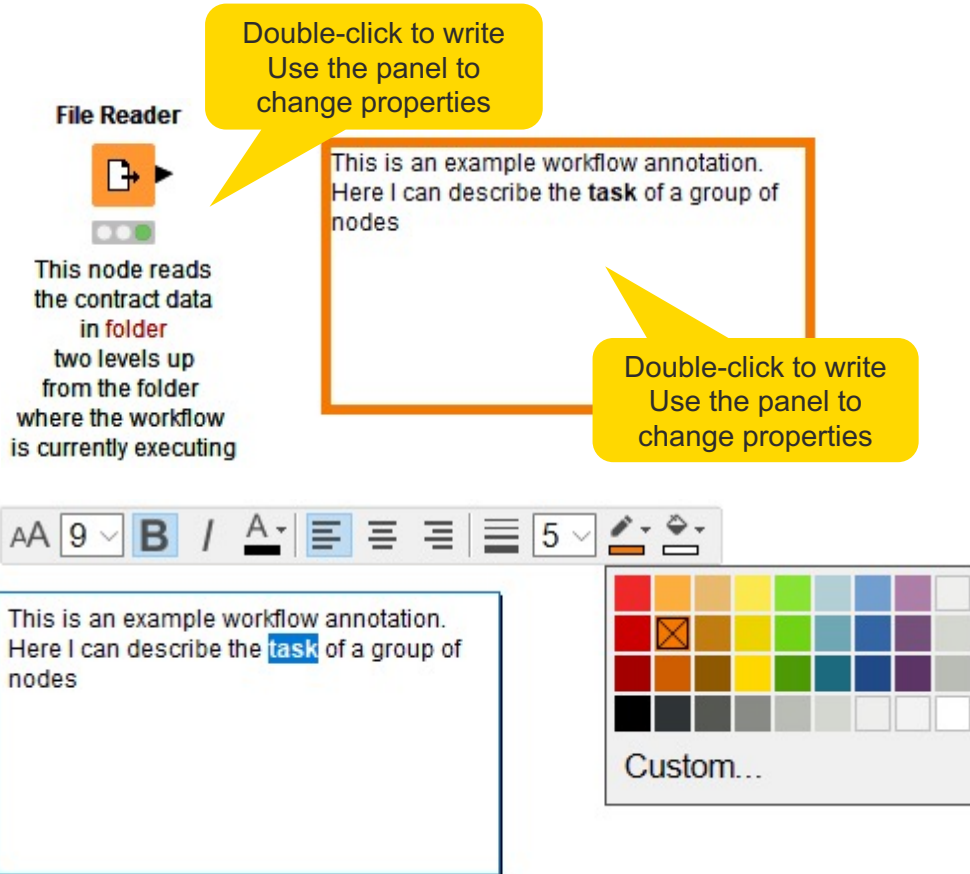 Double-click to write
Use the panel to
change properties
File Reader
This is an example workflow annotation.
Here I can describe the task of a group of
nodes
This node reads
the contract data
in folder
two levels up
from the folder
where the workflow
is currently executing
Double-click to write
Use the panel to
change properties
AA 9 B I A 5
This is an example workflow annotation.
Here I can describe the task of a group of
nodes
Custom...